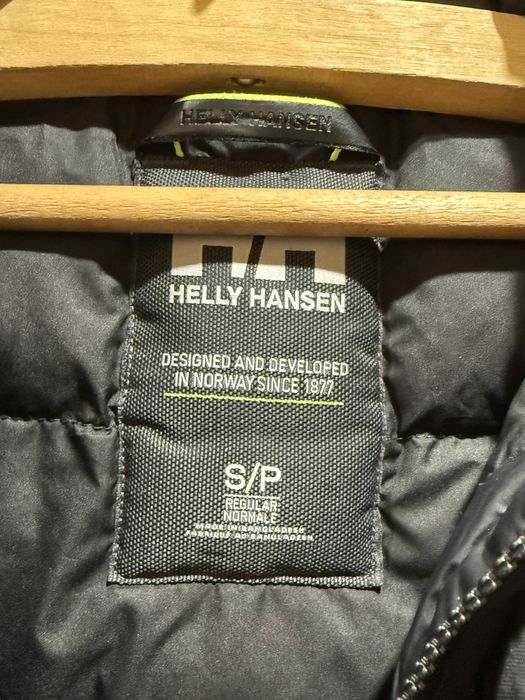 HELLY HANSEN
HELLY HANSEN
DESIGNED AND DEVELOPED
IN NORWAY SINCE 1877
S/P
REGULAR
NORMALE
MADE IN BANGLADESH
FABRIQUÉ AU BANGLADESH